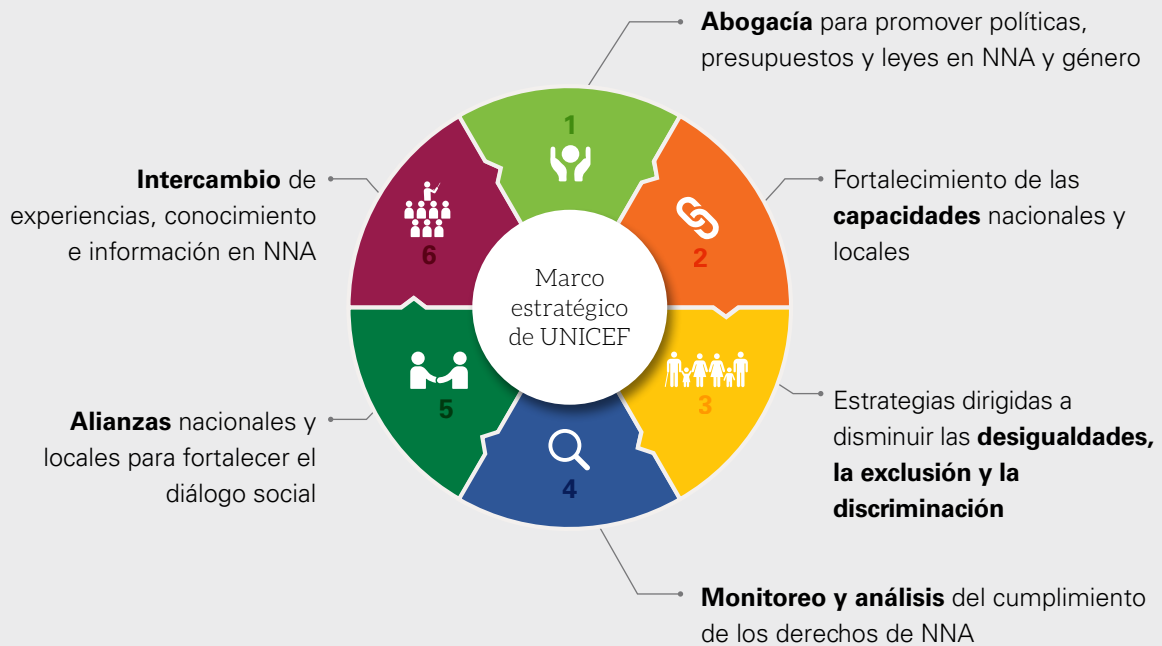 Marco
estratégico
de UNICEF
1
Abogacía para promover políticas,
presupuestos y leyes en NNA y género
2
Fortalecimiento de las
capacidades nacionales y
locales
3
Estrategias dirigidas a
disminuir las desigualdades,
la exclusión y la
discriminación
4
Monitoreo y análisis del cumplimiento
de los derechos de NNA
5
Alianzas nacionales y
locales para fortalecer el
diálogo social
6
Intercambio de
experiencias, conocimiento
e información en NNA